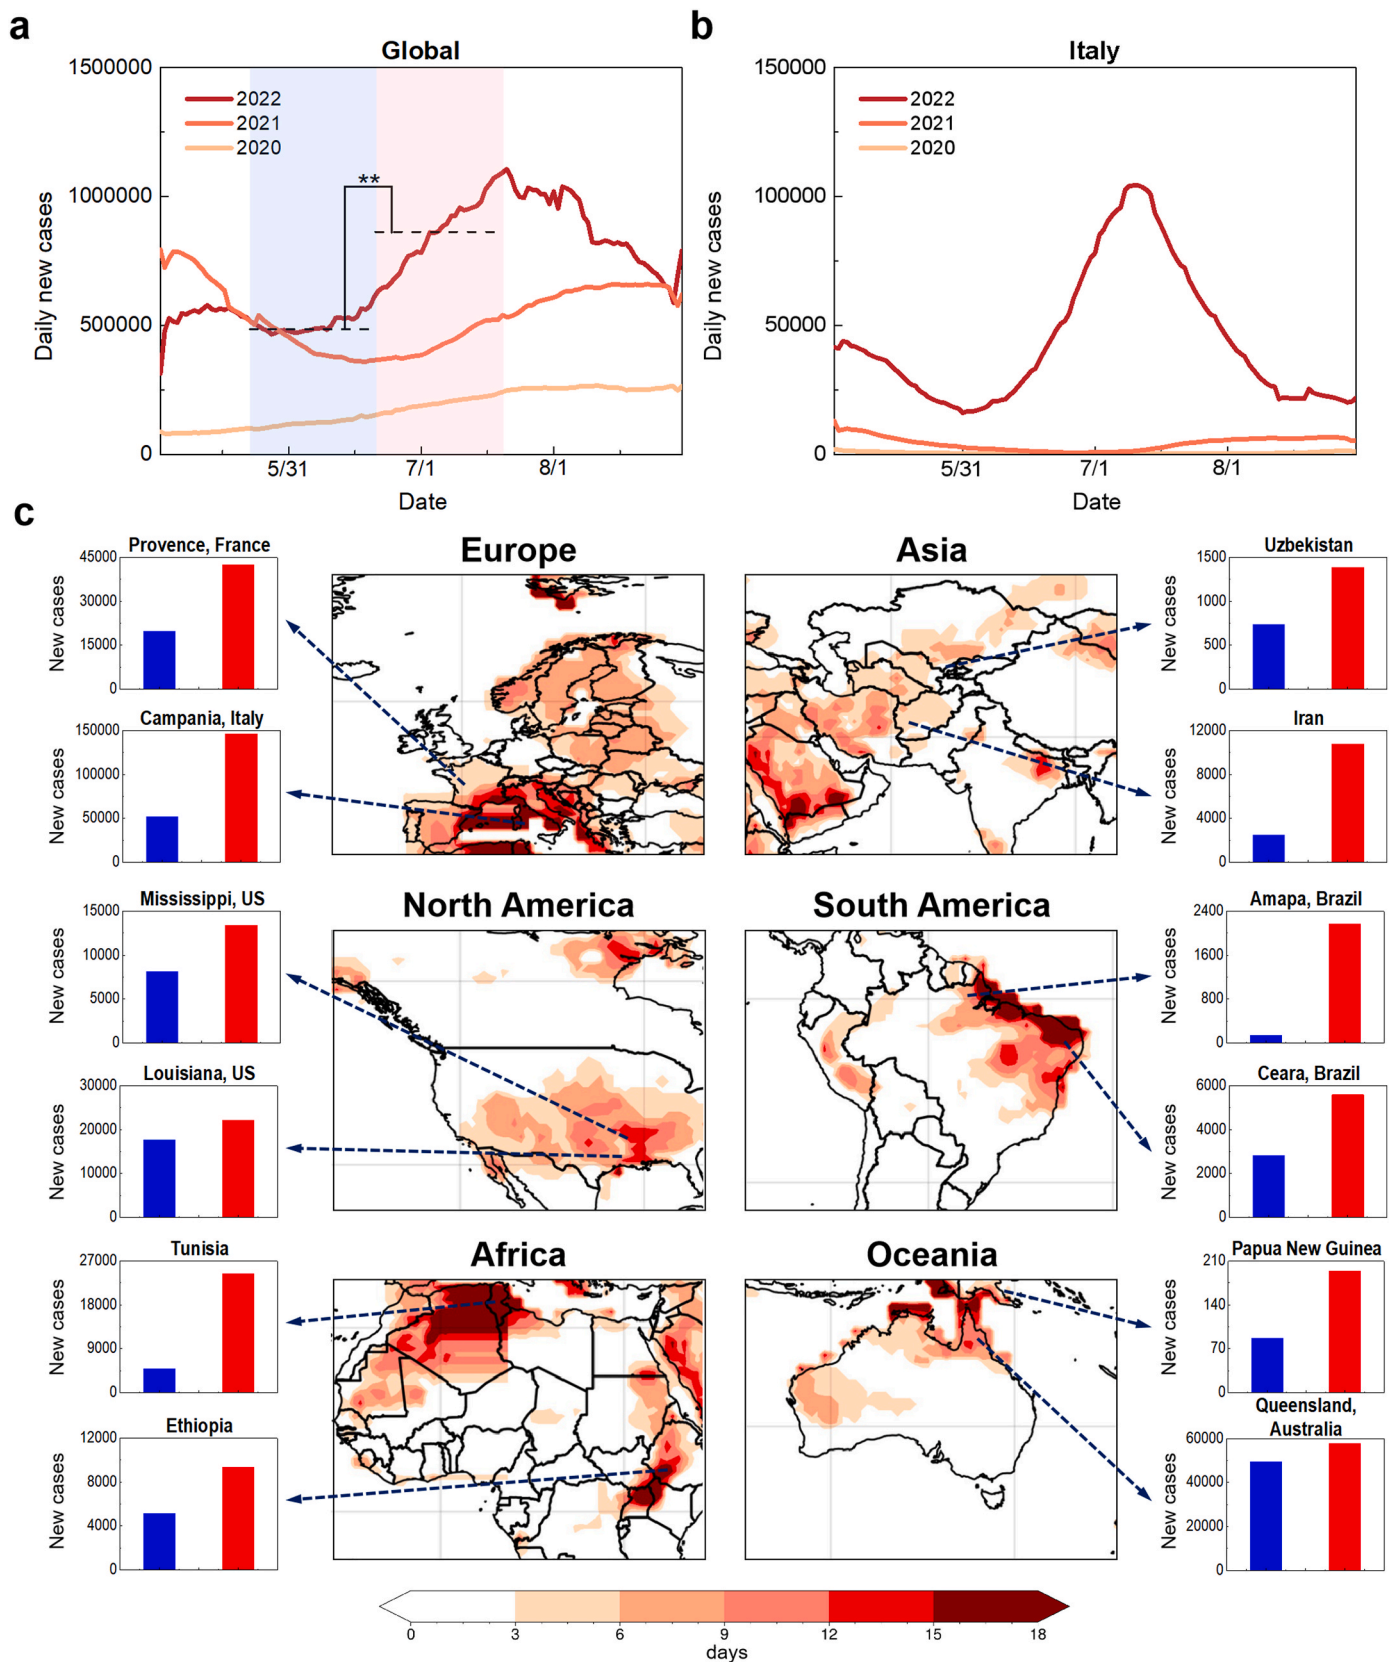 a
Global
1500000
1000000
500000
0
Daily new cases
2022
2021
2020
**
5/31
7/1
8/1
Date
b
Italy
150000
100000
50000
0
Daily new cases
2022
2021
2020
5/31
7/1
8/1
Date
c
Provence, France
45000
30000
15000
0
New cases
Campania, Italy
150000
100000
50000
0
New cases
Europe
Asia
Uzbekistan
1500
1000
500
0
New cases
Iran
12000
8000
4000
0
New cases
Mississippi, US
15000
10000
5000
0
New cases
Louisiana, US
30000
20000
10000
0
New cases
North America
South America
Amapa, Brazil
2400
1600
800
0
New cases
Ceara, Brazil
6000
4000
2000
0
New cases
Tunisia
27000
18000
9000
0
New cases
Ethiopia
12000
8000
4000
0
New cases
Africa
Oceania
Papua New Guinea
210
140
70
0
New cases
Queensland,
Australia
60000
40000
20000
0
New cases
0
3
6
9
12
15
18
days